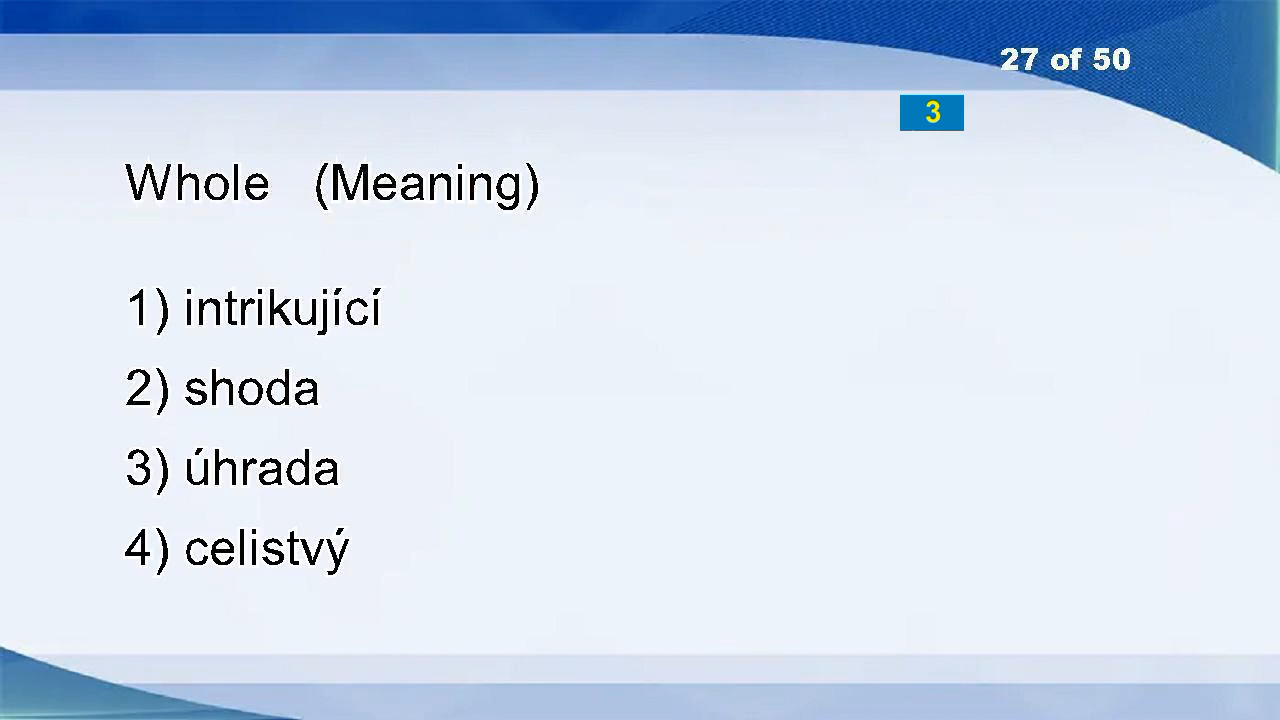 27 of 50
3
Whole (Meaning)
1) intrikující
2) shoda
3) úhrada
4) celistvý